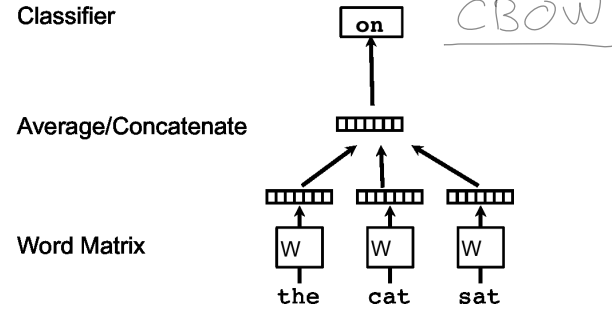 Classifier
on
CBOW
Average/Concatenate
Word Matrix
W W W
the cat sat